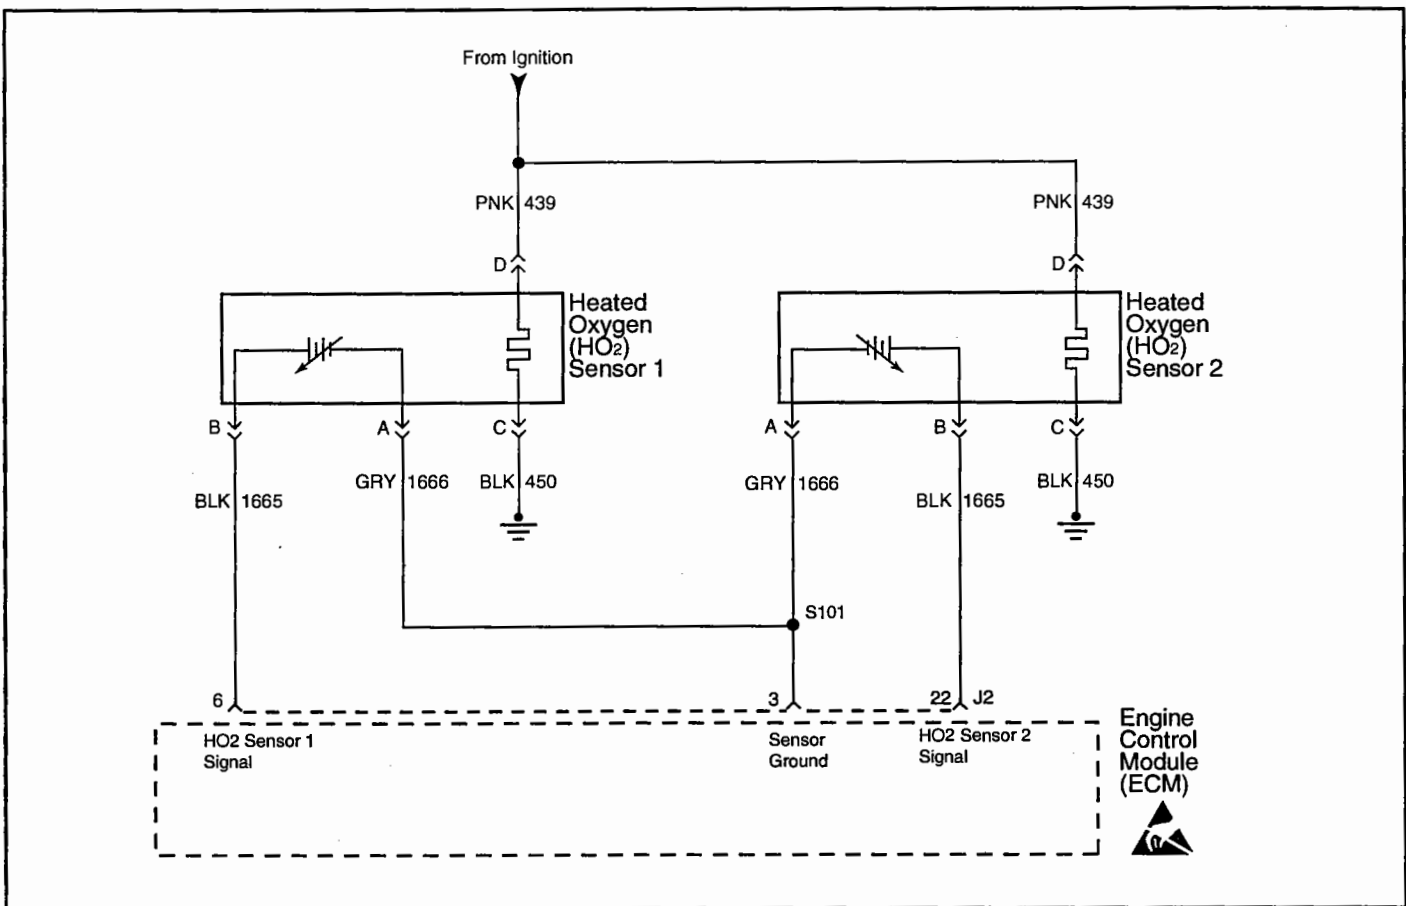 From Ignition
PNK 439
PNK 439
D
D
Heated
Oxygen
(HO2)
Sensor 1
Heated
Oxygen
(HO2)
Sensor 2
B
A
C
A
B
C
BLK 1665
GRY 1666
BLK 450
GRY 1666
BLK 1665
BLK 450
S101
6
3
22
J2
HO2 Sensor 1
Signal
Sensor
Ground
HO2 Sensor 2
Signal
Engine
Control
Module
(ECM)